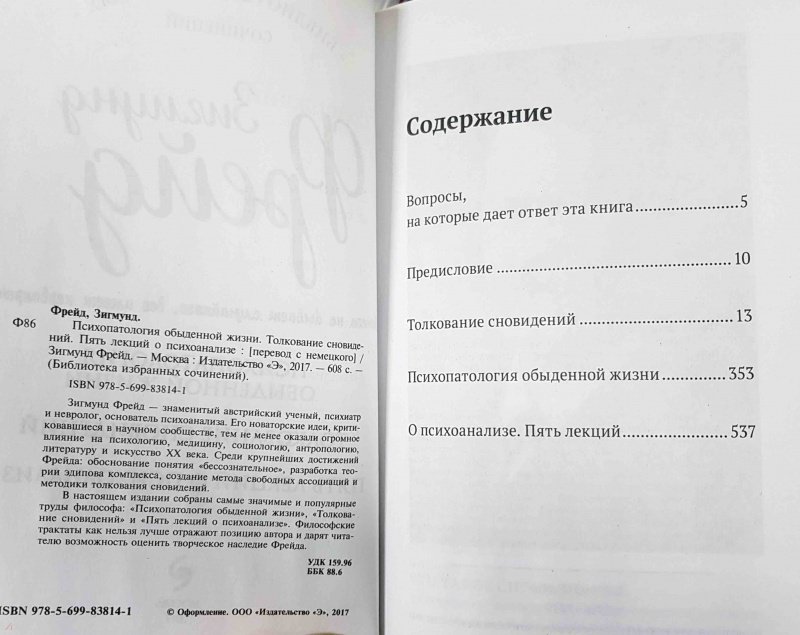 Фрейд, Зигмунд.
Ф86
Психопатология обыденной жизни. Толкование сновиде-
ний. Пять лекций о психоанализе : [перевод с немецкого] /
Зигмунд Фрейд. — Москва : Издательство «Э», 2017. — 608 с. —
(Библиотека избранных сочинений).
ISBN 978-5-699-83814-1
Зигмунд Фрейд — знаменитый австрийский ученый, психиатр
и невролог, основатель психоанализа. Его новаторские идеи, крити-
ковавшиеся в научном сообществе, тем не менее оказали огромное
влияние на психологию, медицину, социологию, антропологию,
литературу и искусство XX века. Среди крупнейших достижений
Фрейда: обоснование понятия «бессознательное», разработка тео-
рии эдипова комплекса, создание метода свободных ассоциаций и
методики толкования сновидений.
В настоящем издании собраны самые значимые и популярные
труды философа: «Психопатология обыденной жизни», «Толкова-
ние сновидений» и «Пять лекций о психоанализе». Философские
трактаты как нельзя лучше отражают позицию автора и дарят чита-
телю возможность оценить творческое наследие Фрейда.
УДК 159.96
ББК 88.6
ISBN 978-5-699-83814-1
© Оформление. ООО «Издательство «Э», 2017
Содержание
Вопросы,
на которые дает ответ эта книга 5
Предисловие 10
Толкование сновидений 13
Психопатология обыденной жизни 353
О психоанализе. Пять лекций 537